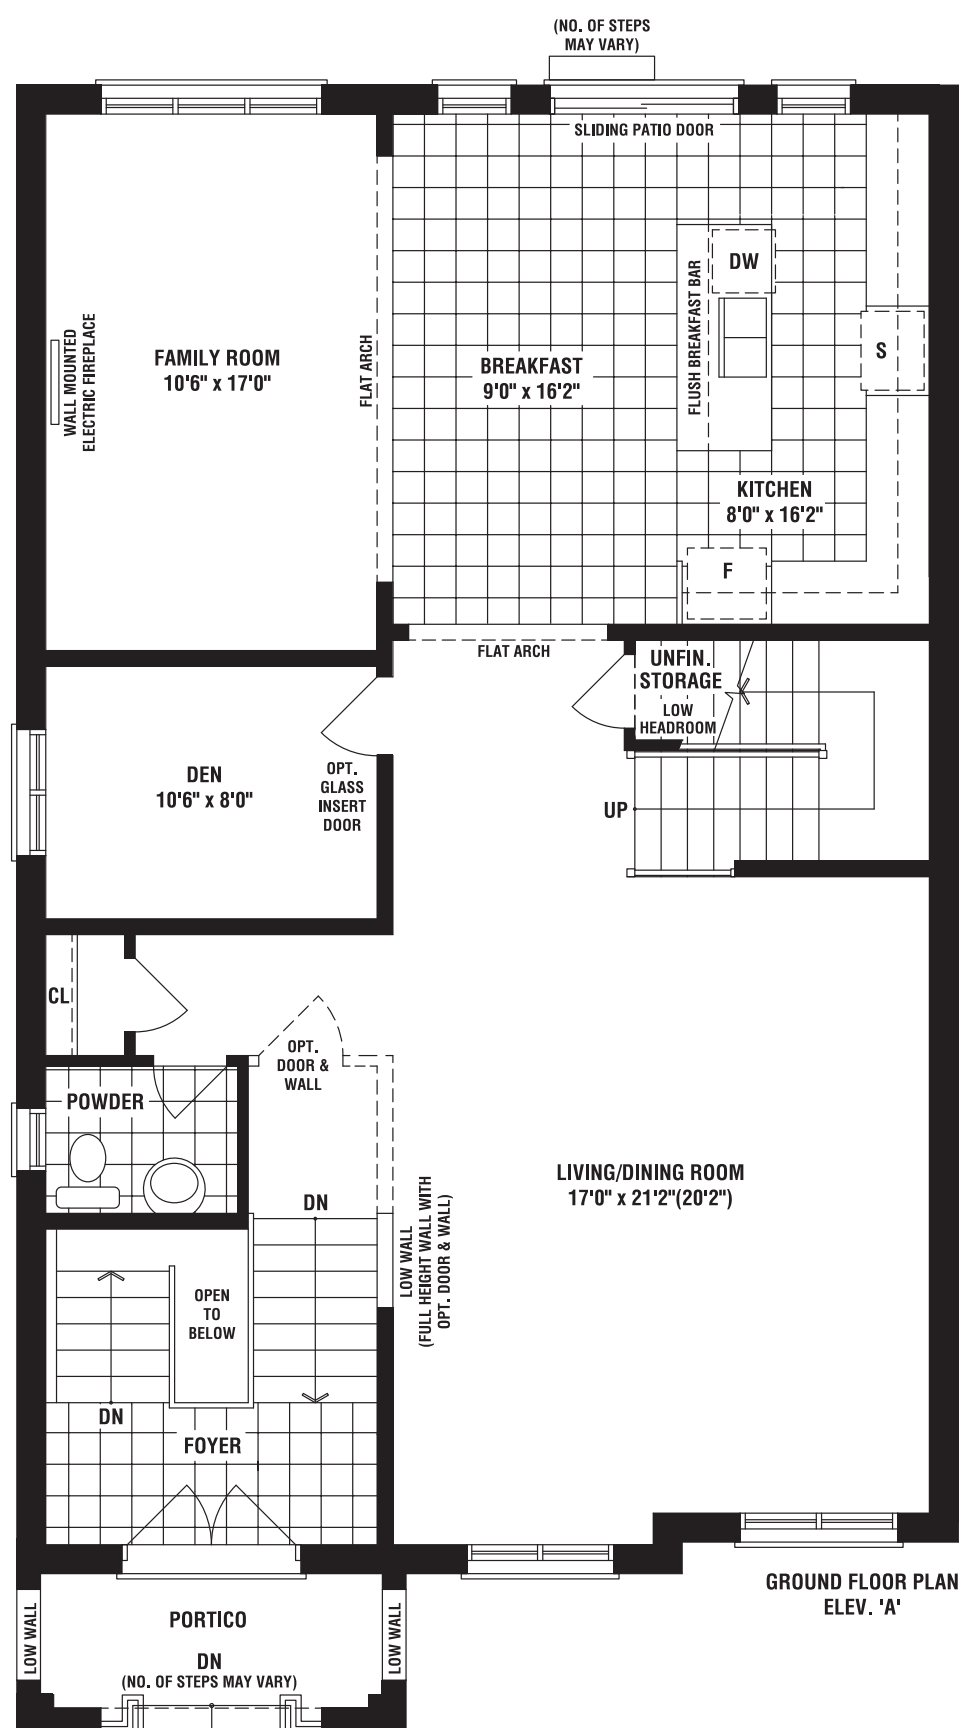 (NO. OF STEPS
MAY VARY)
SLIDING PATIO DOOR
DW
FLUSH BREAKFAST BAR
S
WALL MOUNTED
ELECTRIC FIREPLACE
FAMILY ROOM
10'6" x 17'0"
FLAT ARCH
BREAKFAST
9'0" x 16'2"
KITCHEN
8'0" x 16'2"
F
FLAT ARCH
UNFIN.
STORAGE
LOW
HEADROOM
DEN
10'6" x 8'0"
OPT.
GLASS
INSERT
DOOR
UP
CL
OPT.
DOOR &
WALL
POWDER
LIVING/DINING ROOM
17'0" x 21'2"(20'2")
DN
LOW WALL
(FULL HEIGHT WALL WITH
OPT. DOOR & WALL)
OPEN
TO
BELOW
DN
FOYER
GROUND FLOOR PLAN
ELEV. 'A'
LOW WALL
PORTICO
LOW WALL
DN
(NO. OF STEPS MAY VARY)